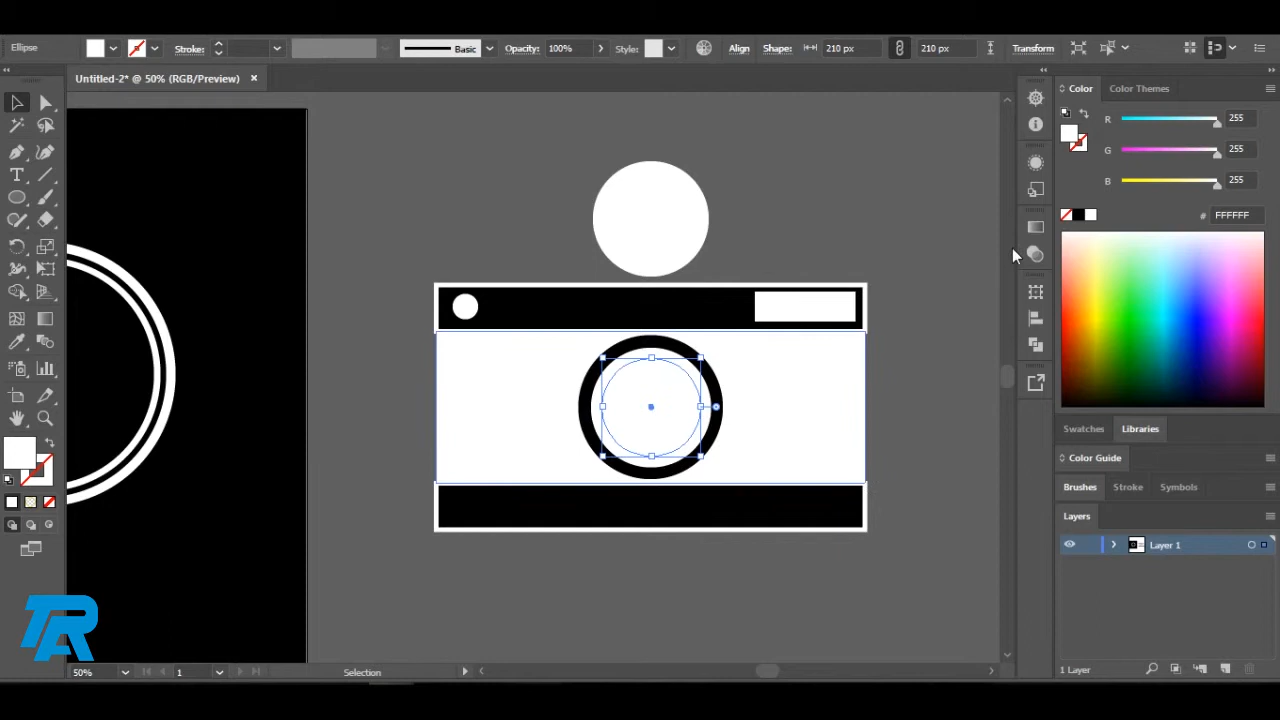 Ellipse Stroke: Basic Opacity: 100% Style: Align Shape: 210 px 210 px Transform
Untitled-2* @ 50% (RGB/Preview)
Color Color Themes
R 255
G 255
B 255
# FFFFFF
Swatches Libraries
Color Guide
Brushes Stroke Symbols
Layers
Layer 1
TAR
50% 1 Selection 1 Layer